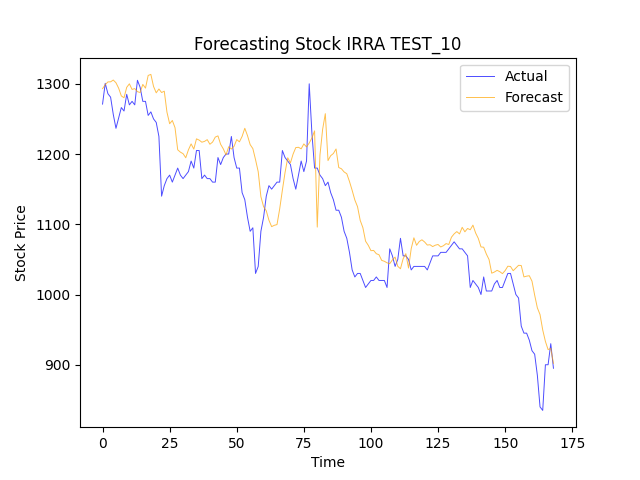 Forecasting Stock IRRA TEST_10
Actual
Forecast
Stock Price
1300
1200
1100
1000
900
0 25 50 75 100 125 150 175
Time